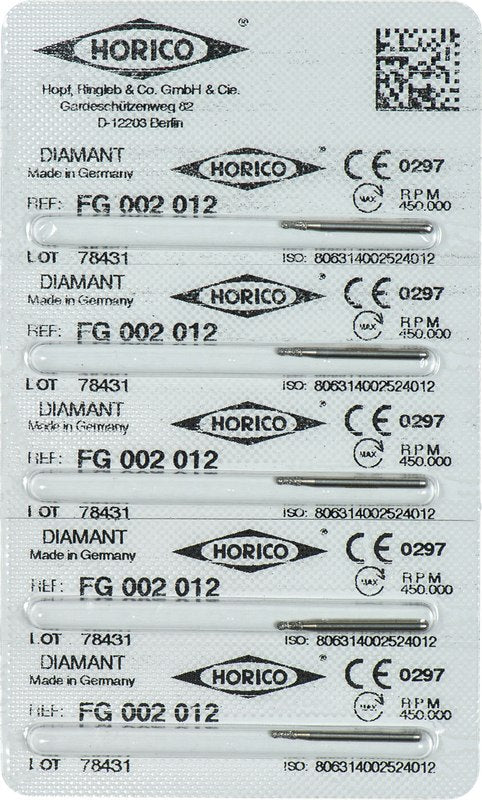 HORICO ®
Hopf, Ringleb & Co. GmbH & Cie.
Gardeschützenweg 82
D-12203 Berlin
DIAMANT
Made in Germany
HORICO ®
CE 0297
REF: FG 002 012
MAX
RPM
450.000
LOT 78431
ISO: 806314002524012
DIAMANT
Made in Germany
HORICO ®
CE 0297
REF: FG 002 012
MAX
RPM
450.000
LOT 78431
ISO: 806314002524012
DIAMANT
Made in Germany
HORICO ®
CE 0297
REF: FG 002 012
MAX
RPM
450.000
LOT 78431
ISO: 806314002524012
DIAMANT
Made in Germany
HORICO ®
CE 0297
REF: FG 002 012
MAX
RPM
450.000
LOT 78431
ISO: 806314002524012
DIAMANT
Made in Germany
HORICO ®
CE 0297
REF: FG 002 012
MAX
RPM
450.000
LOT 78431
ISO: 806314002524012